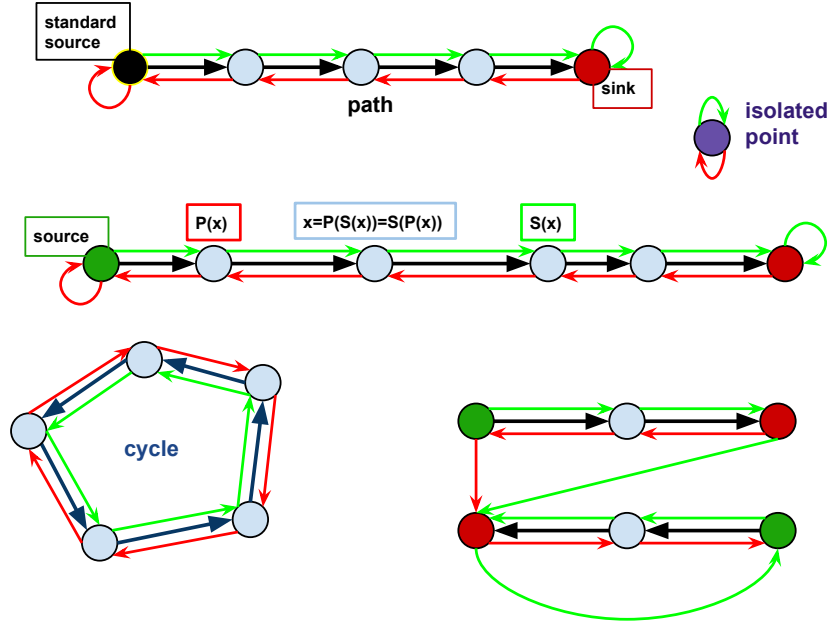 standard
source
path
sink
isolated
point
source
P(x)
x=P(S(x))=S(P(x))
S(x)
cycle